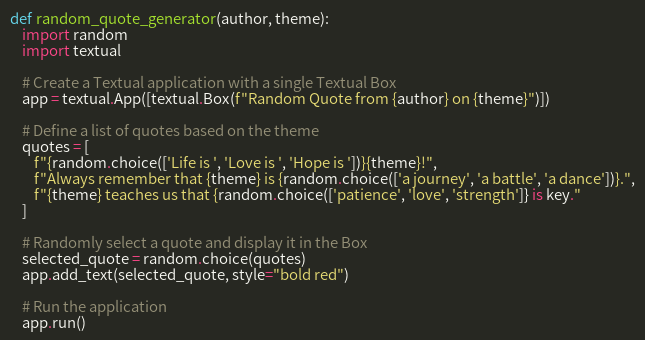 def random_quote_generator(author, theme):
    import random
    import textual

    # Create a Textual application with a single Textual Box
    app = textual.App([textual.Box(f"Random Quote from {author} on {theme}")])

    # Define a list of quotes based on the theme
    quotes = [
        f"{random.choice(['Life is ', 'Love is ', 'Hope is '])}{theme}!",
        f"Always remember that {theme} is {random.choice(['a journey', 'a battle', 'a dance'])}.",
        f"{theme} teaches us that {random.choice(['patience', 'love', 'strength']} is key."
    ]

    # Randomly select a quote and display it in the Box
    selected_quote = random.choice(quotes)
    app.add_text(selected_quote, style="bold red")

    # Run the application
    app.run()